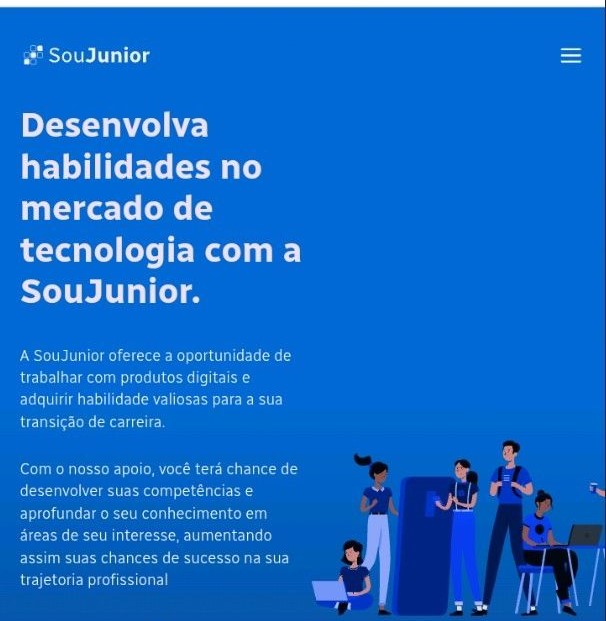 SouJunior
Desenvolva
habilidades no
mercado de
tecnologia com a
SouJunior.
A SouJunior oferece a oportunidade de
trabalhar com produtos digitais e
adquirir habilidade valiosas para a sua
transição de carreira.
Com o nosso apoio, você terá chance de
desenvolver suas competências e
aprofundar o seu conhecimento em
áreas de seu interesse, aumentando
assim suas chances de sucesso na sua
trajetoria profissional